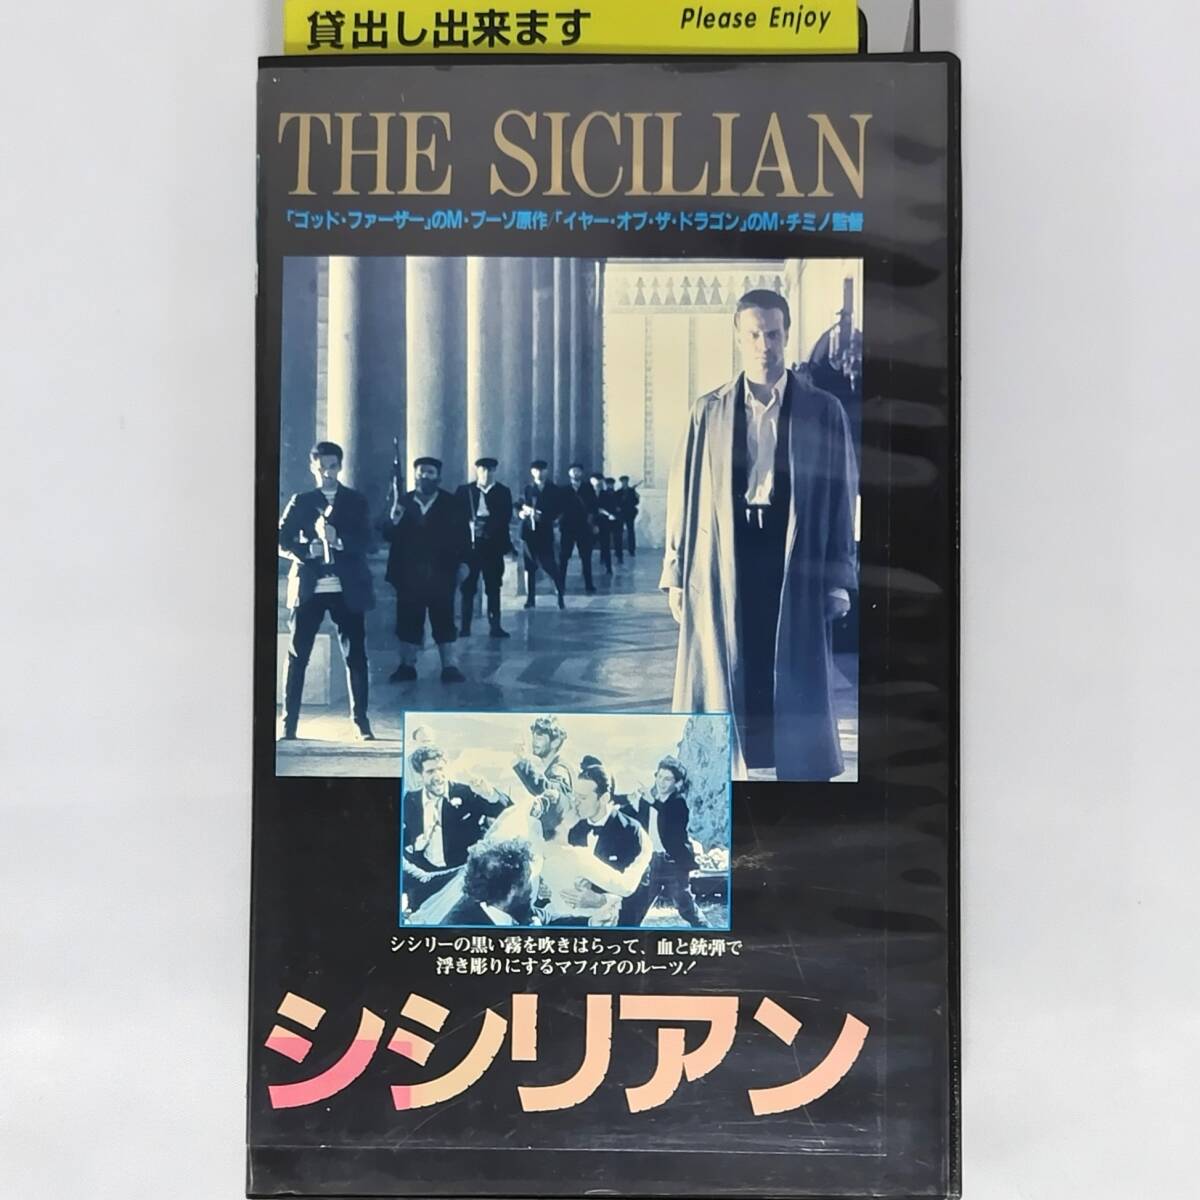 貸出し出来ます
Please Enjoy
THE SICILIAN
「ゴッド・ファーザー」のM・プーゾ原作/「イヤー・オブ・ザ・ドラゴン」のM・チミノ監督
シシリーの黒い霧を吹きはらって、血と銃弾で
浮き彫りにするマフィアのルーツ!
シシリアン